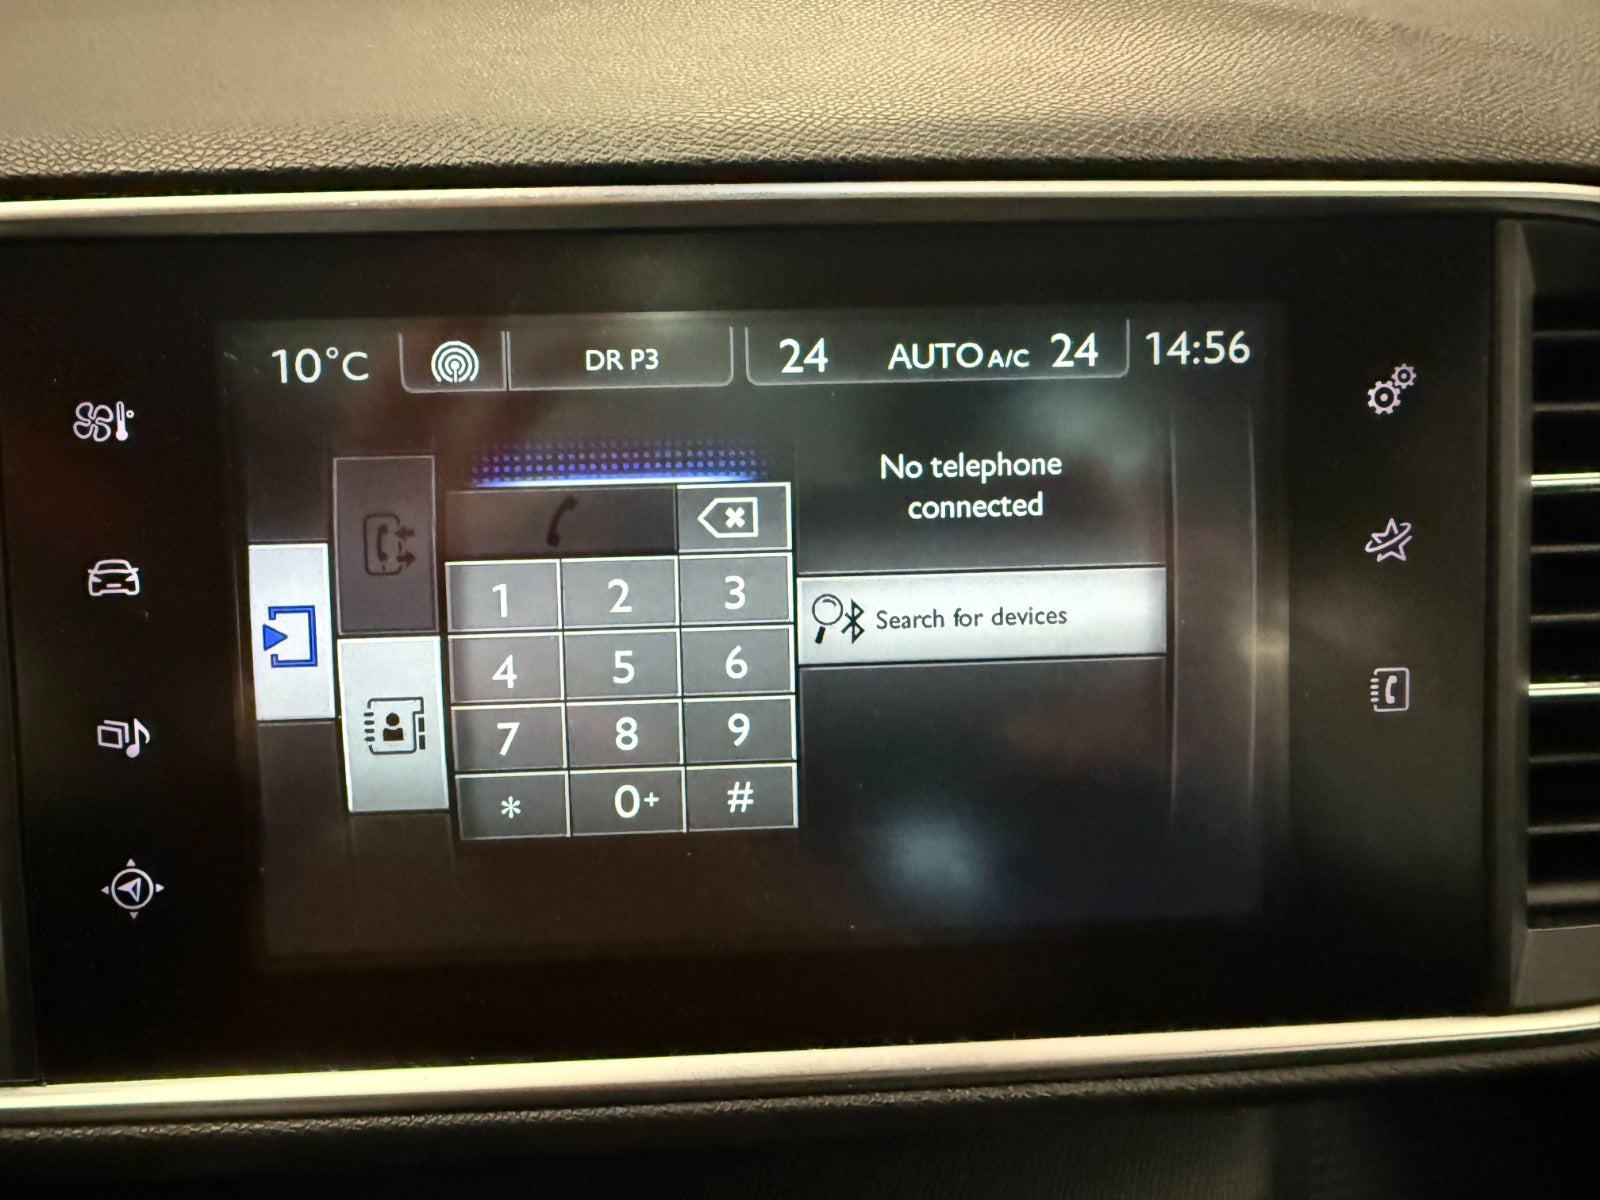 10°C
DR P3
24 AUTO A/C 24
14:56
No telephone
connected
Search for devices
1 2 3
4 5 6
7 8 9
* 0+ #